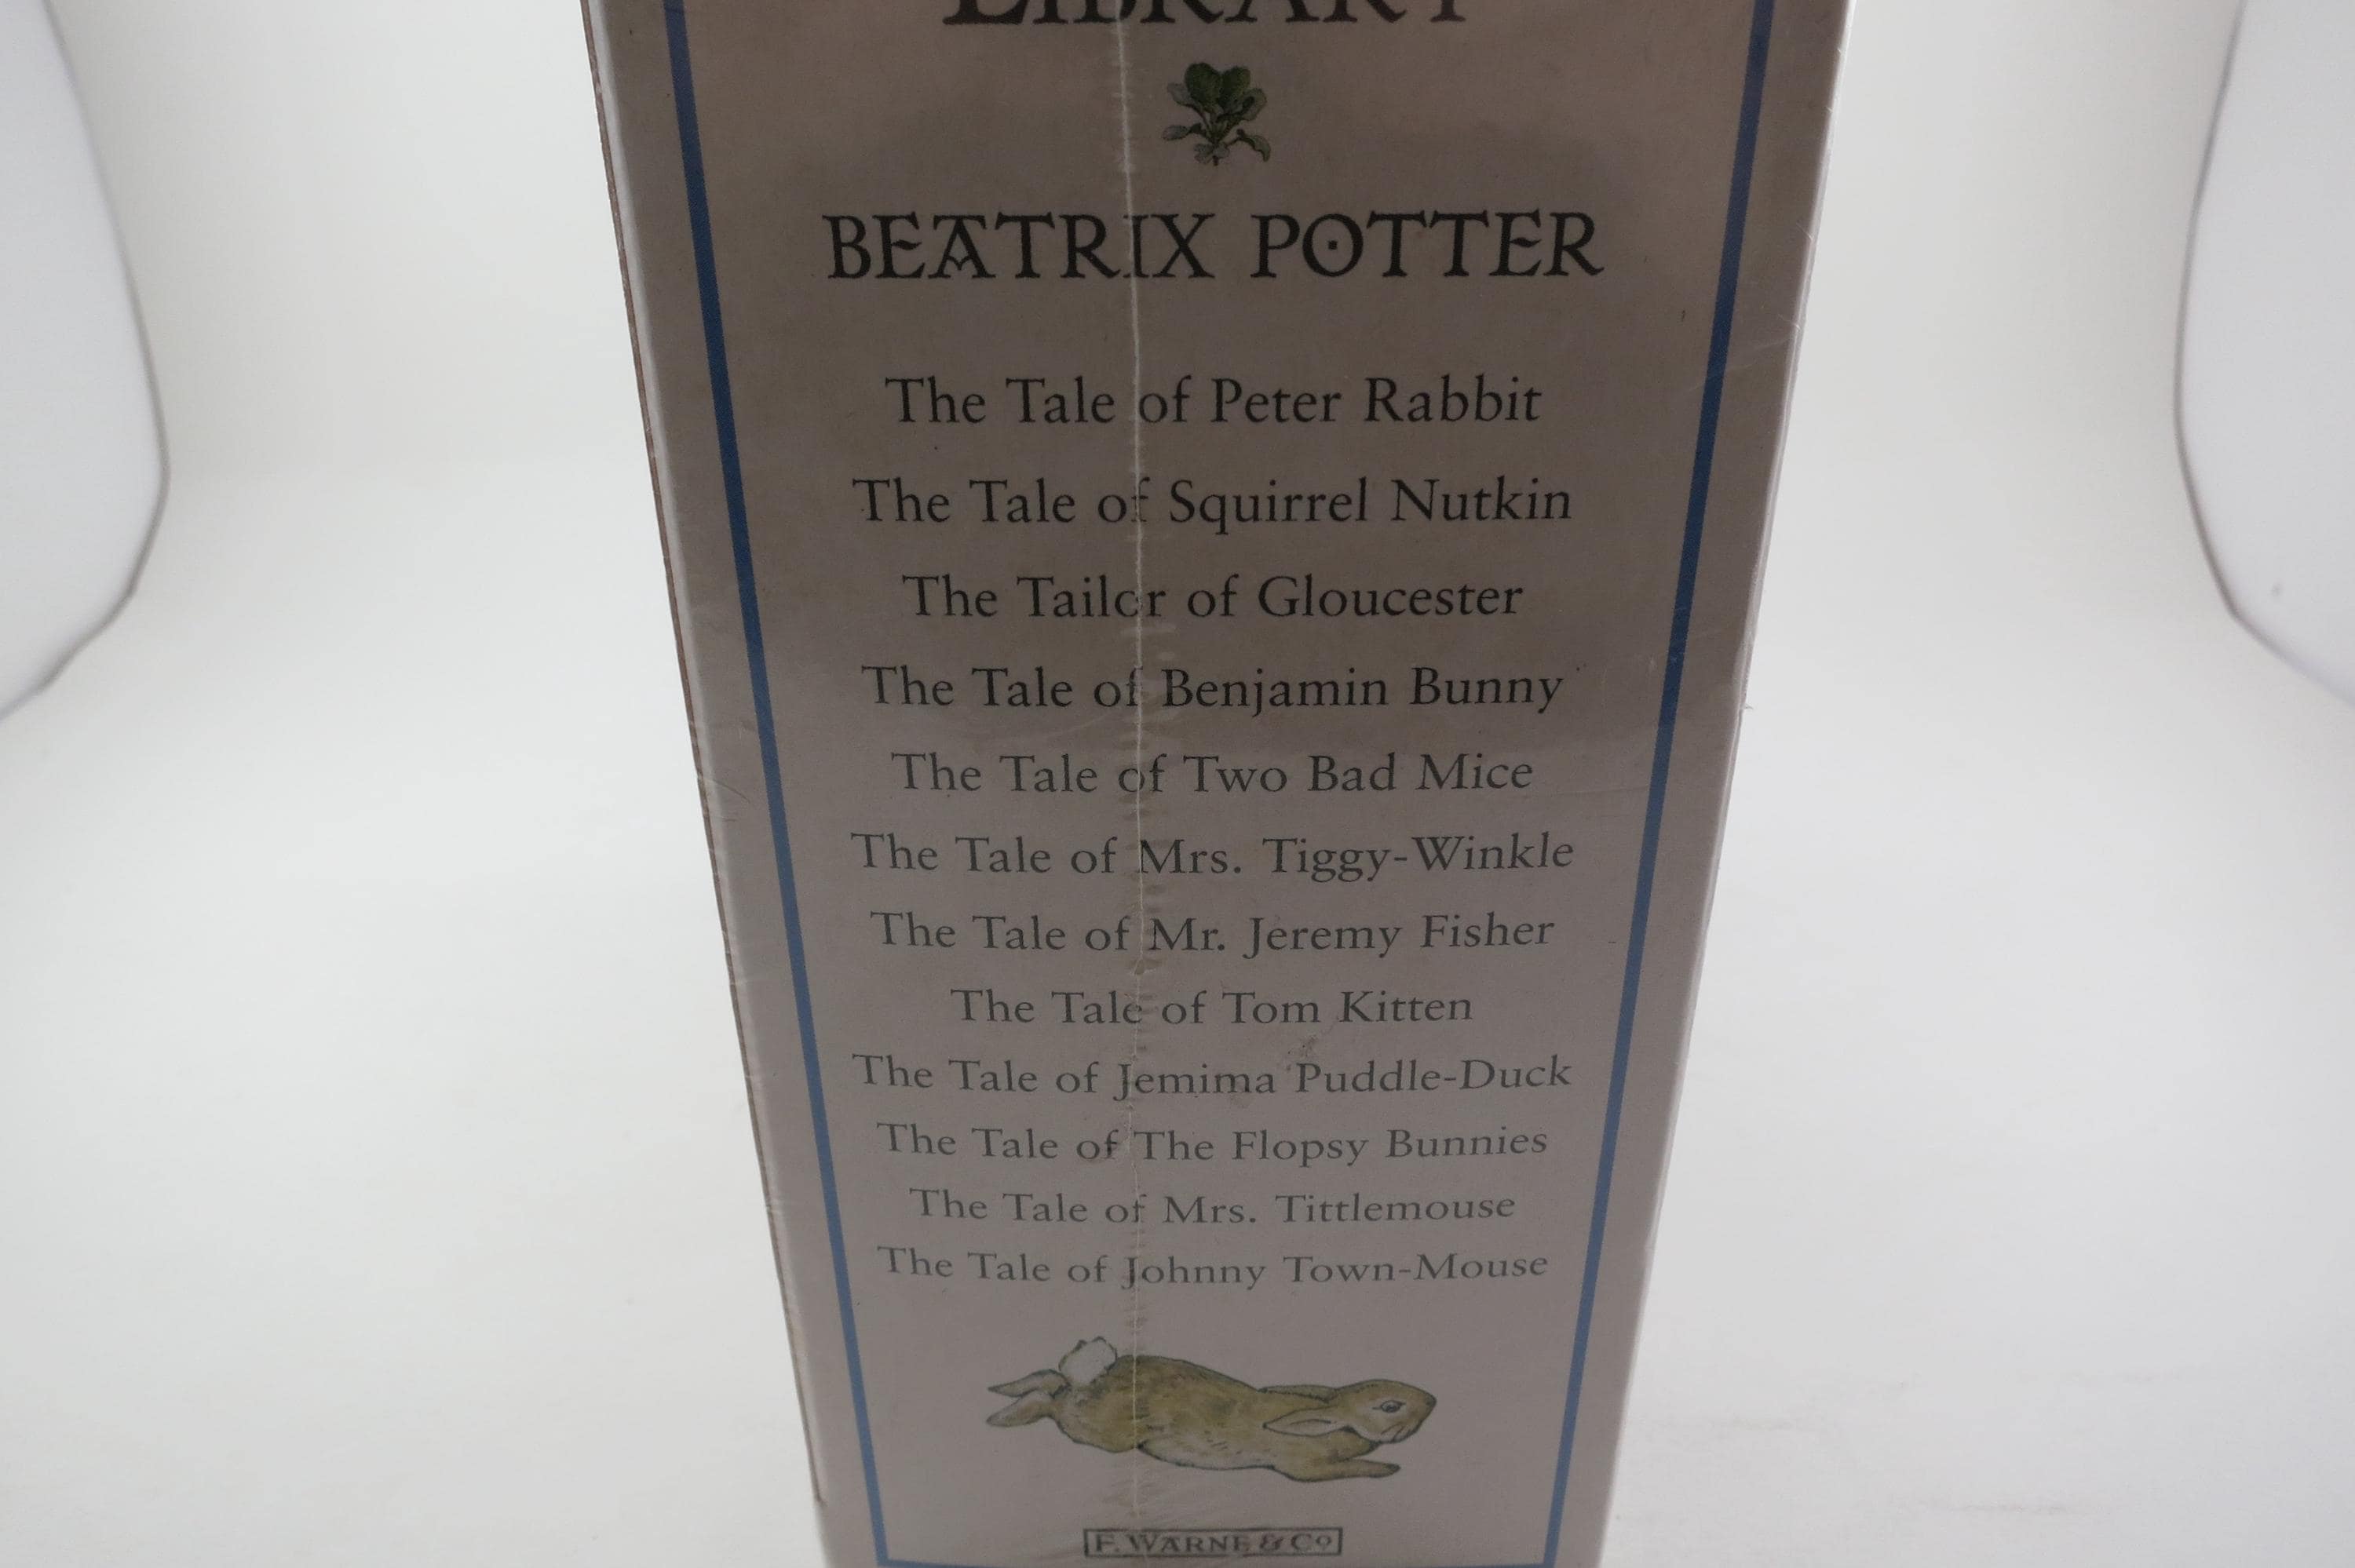 LIBRARY
BEATRIX POTTER
The Tale of Peter Rabbit
The Tale of Squirrel Nutkin
The Tailor of Gloucester
The Tale of Benjamin Bunny
The Tale of Two Bad Mice
The Tale of Mrs. Tiggy-Winkle
The Tale of Mr. Jeremy Fisher
The Tale of Tom Kitten
The Tale of Jemima Puddle-Duck
The Tale of The Flopsy Bunnies
The Tale of Mrs. Tittlemouse
The Tale of Johnny Town-Mouse
F. WARNE & Co